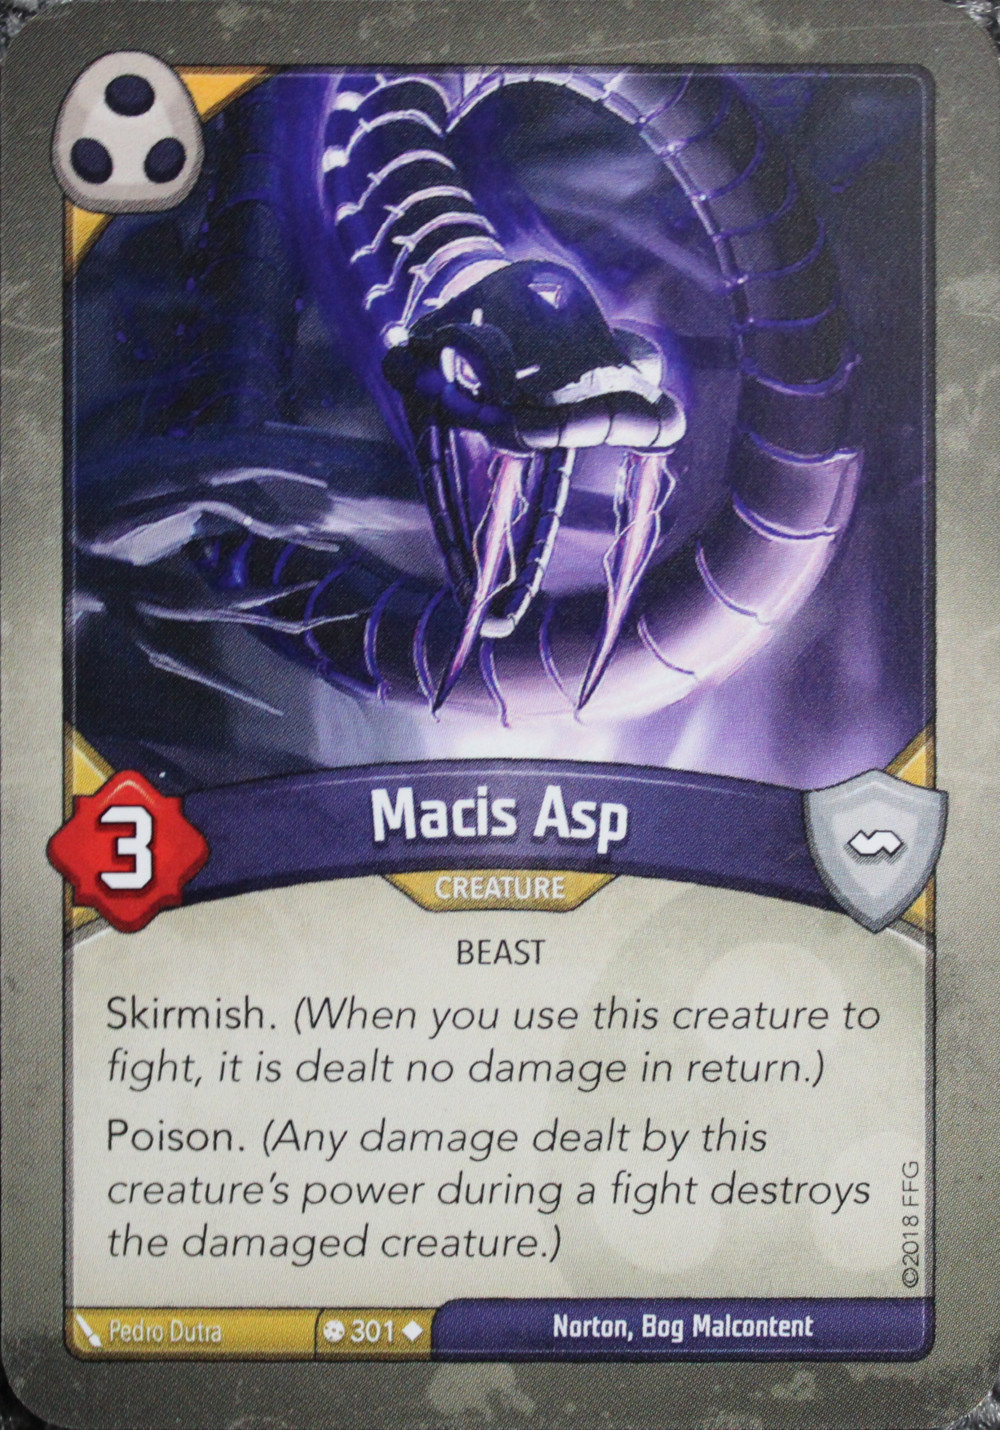 3
Macis Asp
CREATURE
BEAST
Skirmish. (When you use this creature to
fight, it is dealt no damage in return.)
Poison. (Any damage dealt by this
creature's power during a fight destroys
the damaged creature.)
©2018 FFG
Pedro Dutra
301
Norton, Bog Malcontent